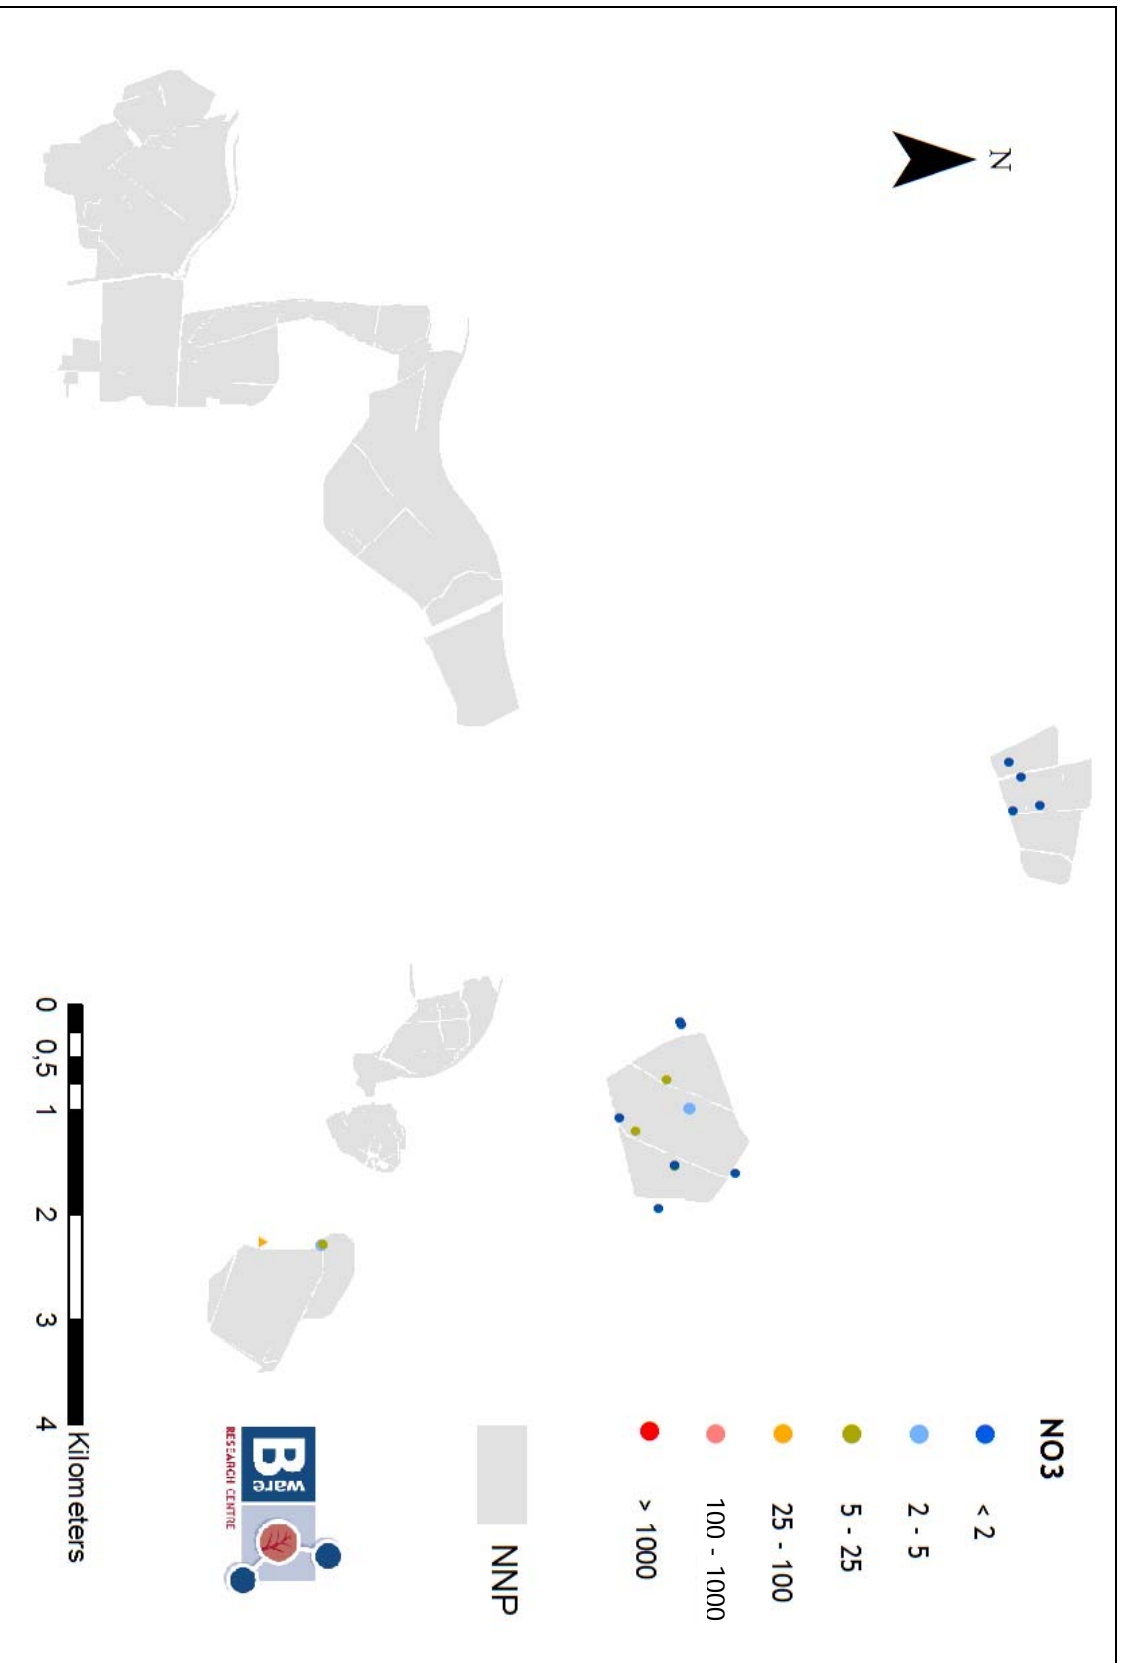 N
NO3
< 2
2 - 5
5 - 25
25 - 100
100 - 1000
> 1000
NNP
B ware
RESEARCH CENTRE
0 0,5 1 2 3 4
Kilometers